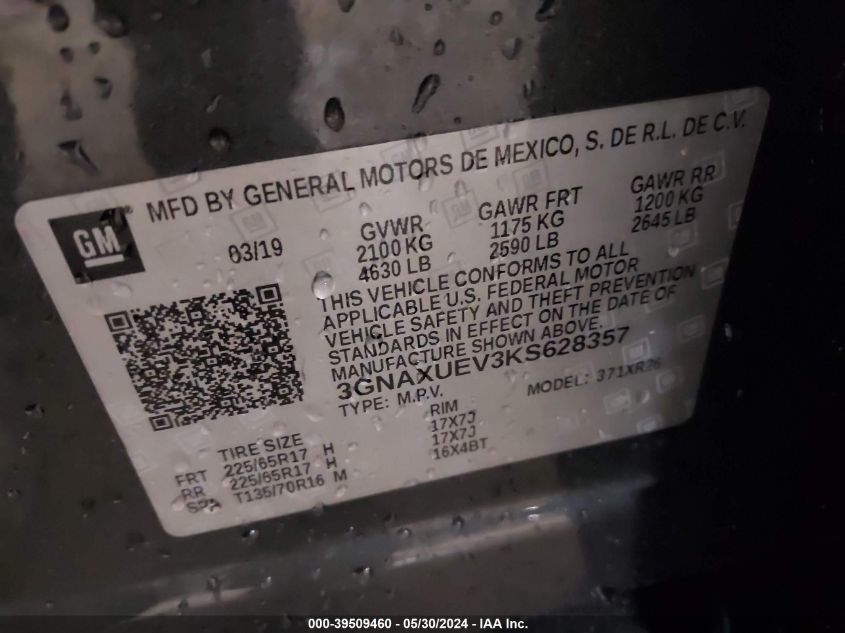 GM
MFD BY GENERAL MOTORS DE MEXICO, S. DE R.L. DE C.V.
03/19
GVWR
2100 KG
4630 LB
GAWR FRT
1175 KG
2590 LB
GAWR RR
1200 KG
2645 LB
THIS VEHICLE CONFORMS TO ALL
APPLICABLE U.S. FEDERAL MOTOR
VEHICLE SAFETY AND THEFT PREVENTION
STANDARDS IN EFFECT ON THE DATE OF
MANUFACTURE SHOWN ABOVE.
3GNAXUEV3KS628357
TYPE: M.P.V. MODEL: 371XR26
TIRE SIZE RIM
FRT 225/65R17 H 17X7J
RR 225/65R17 H 17X7J
SPA T135/70R16 M 16X4BT
000-39509460 - 05/30/2024 - IAA Inc.